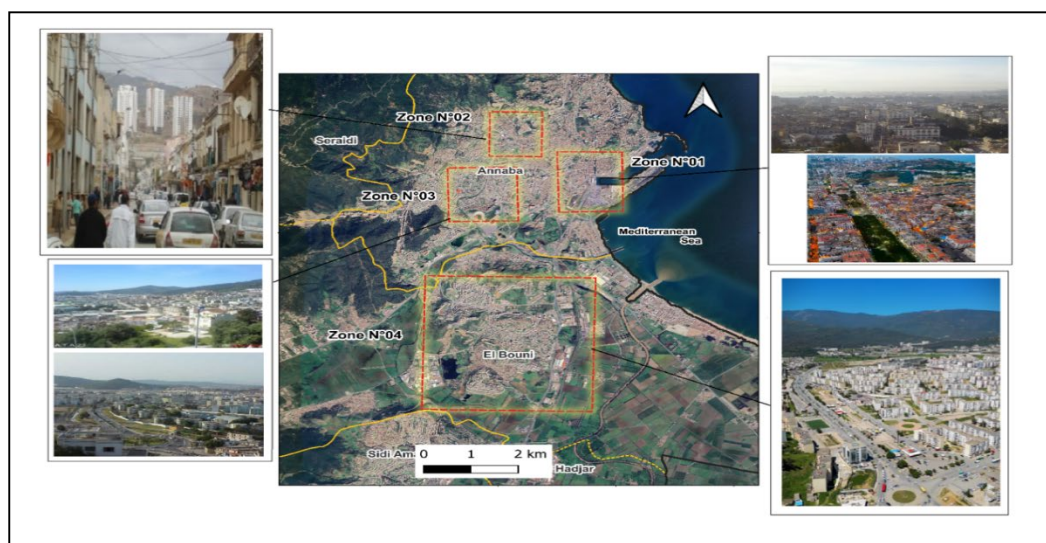 Zone N°02
Seraidi
Zone N°01
Annaba
Zone N°03
Mediterranean
Sea
Zone N°04
El Bouni
Sidi Am
Hadjar
0 1 2 km